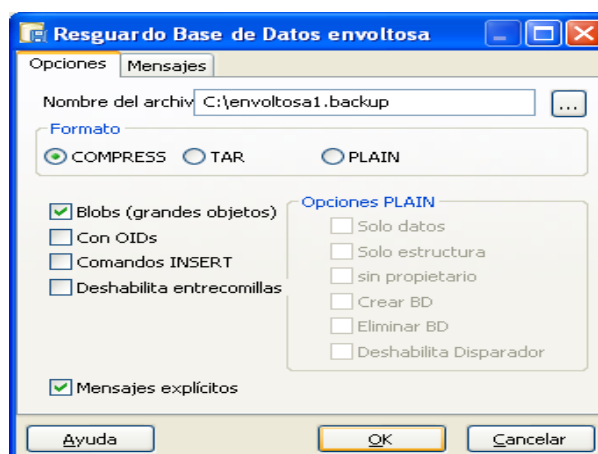 Resguardo Base de Datos envoltosa
Opciones Mensajes
Nombre del archiv C:\envoltosa1.backup ...
Formato
COMPRESS TAR PLAIN
Blobs (grandes objetos)
Con OIDs
Comandos INSERT
Deshabilita entrecomillas
Opciones PLAIN
Solo datos
Solo estructura
sin propietario
Crear BD
Eliminar BD
Deshabilita Disparador
Mensajes explícitos
Ayuda OK Cancelar